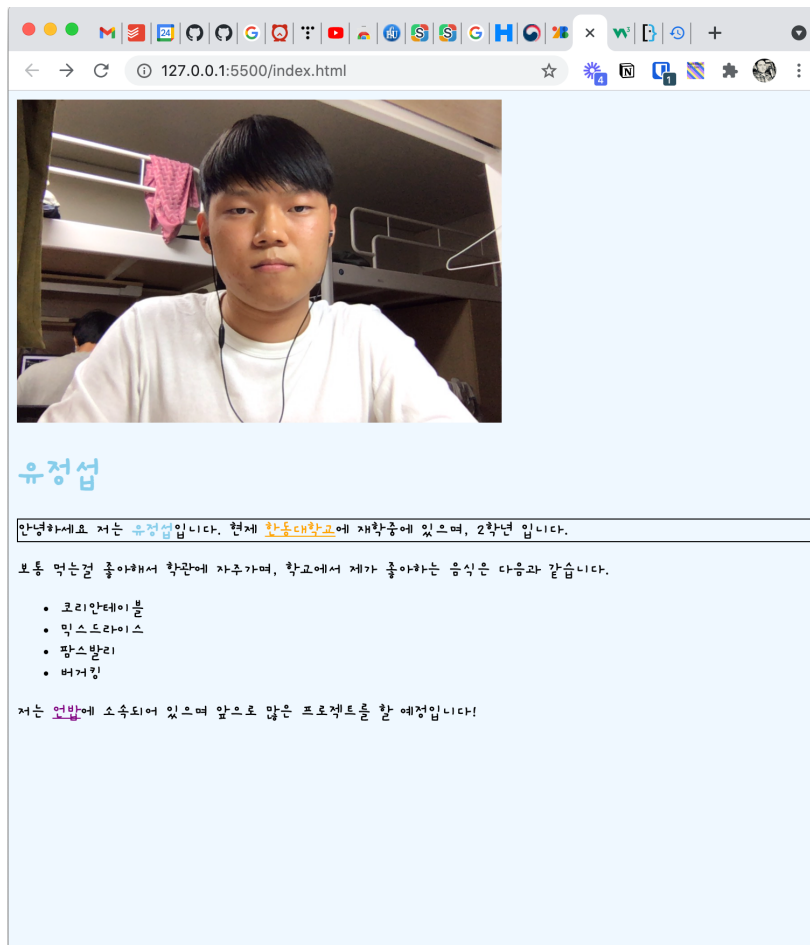 127.0.0.1:5500/index.html
유정섭
안녕하세요 저는 유정섭입니다. 현제 한동대학교에 재학중에 있으며, 2학년 입니다.
보통 먹는걸 좋아해서 학관에 자주가며, 학교에서 제가 좋아하는 음식은 다음과 같습니다.
코리안테이블
믹스드라이스
팜스발리
버거킹
저는 언밥에 소속되어 있으며 앞으로 많은 프로젝트를 할 예정입니다!